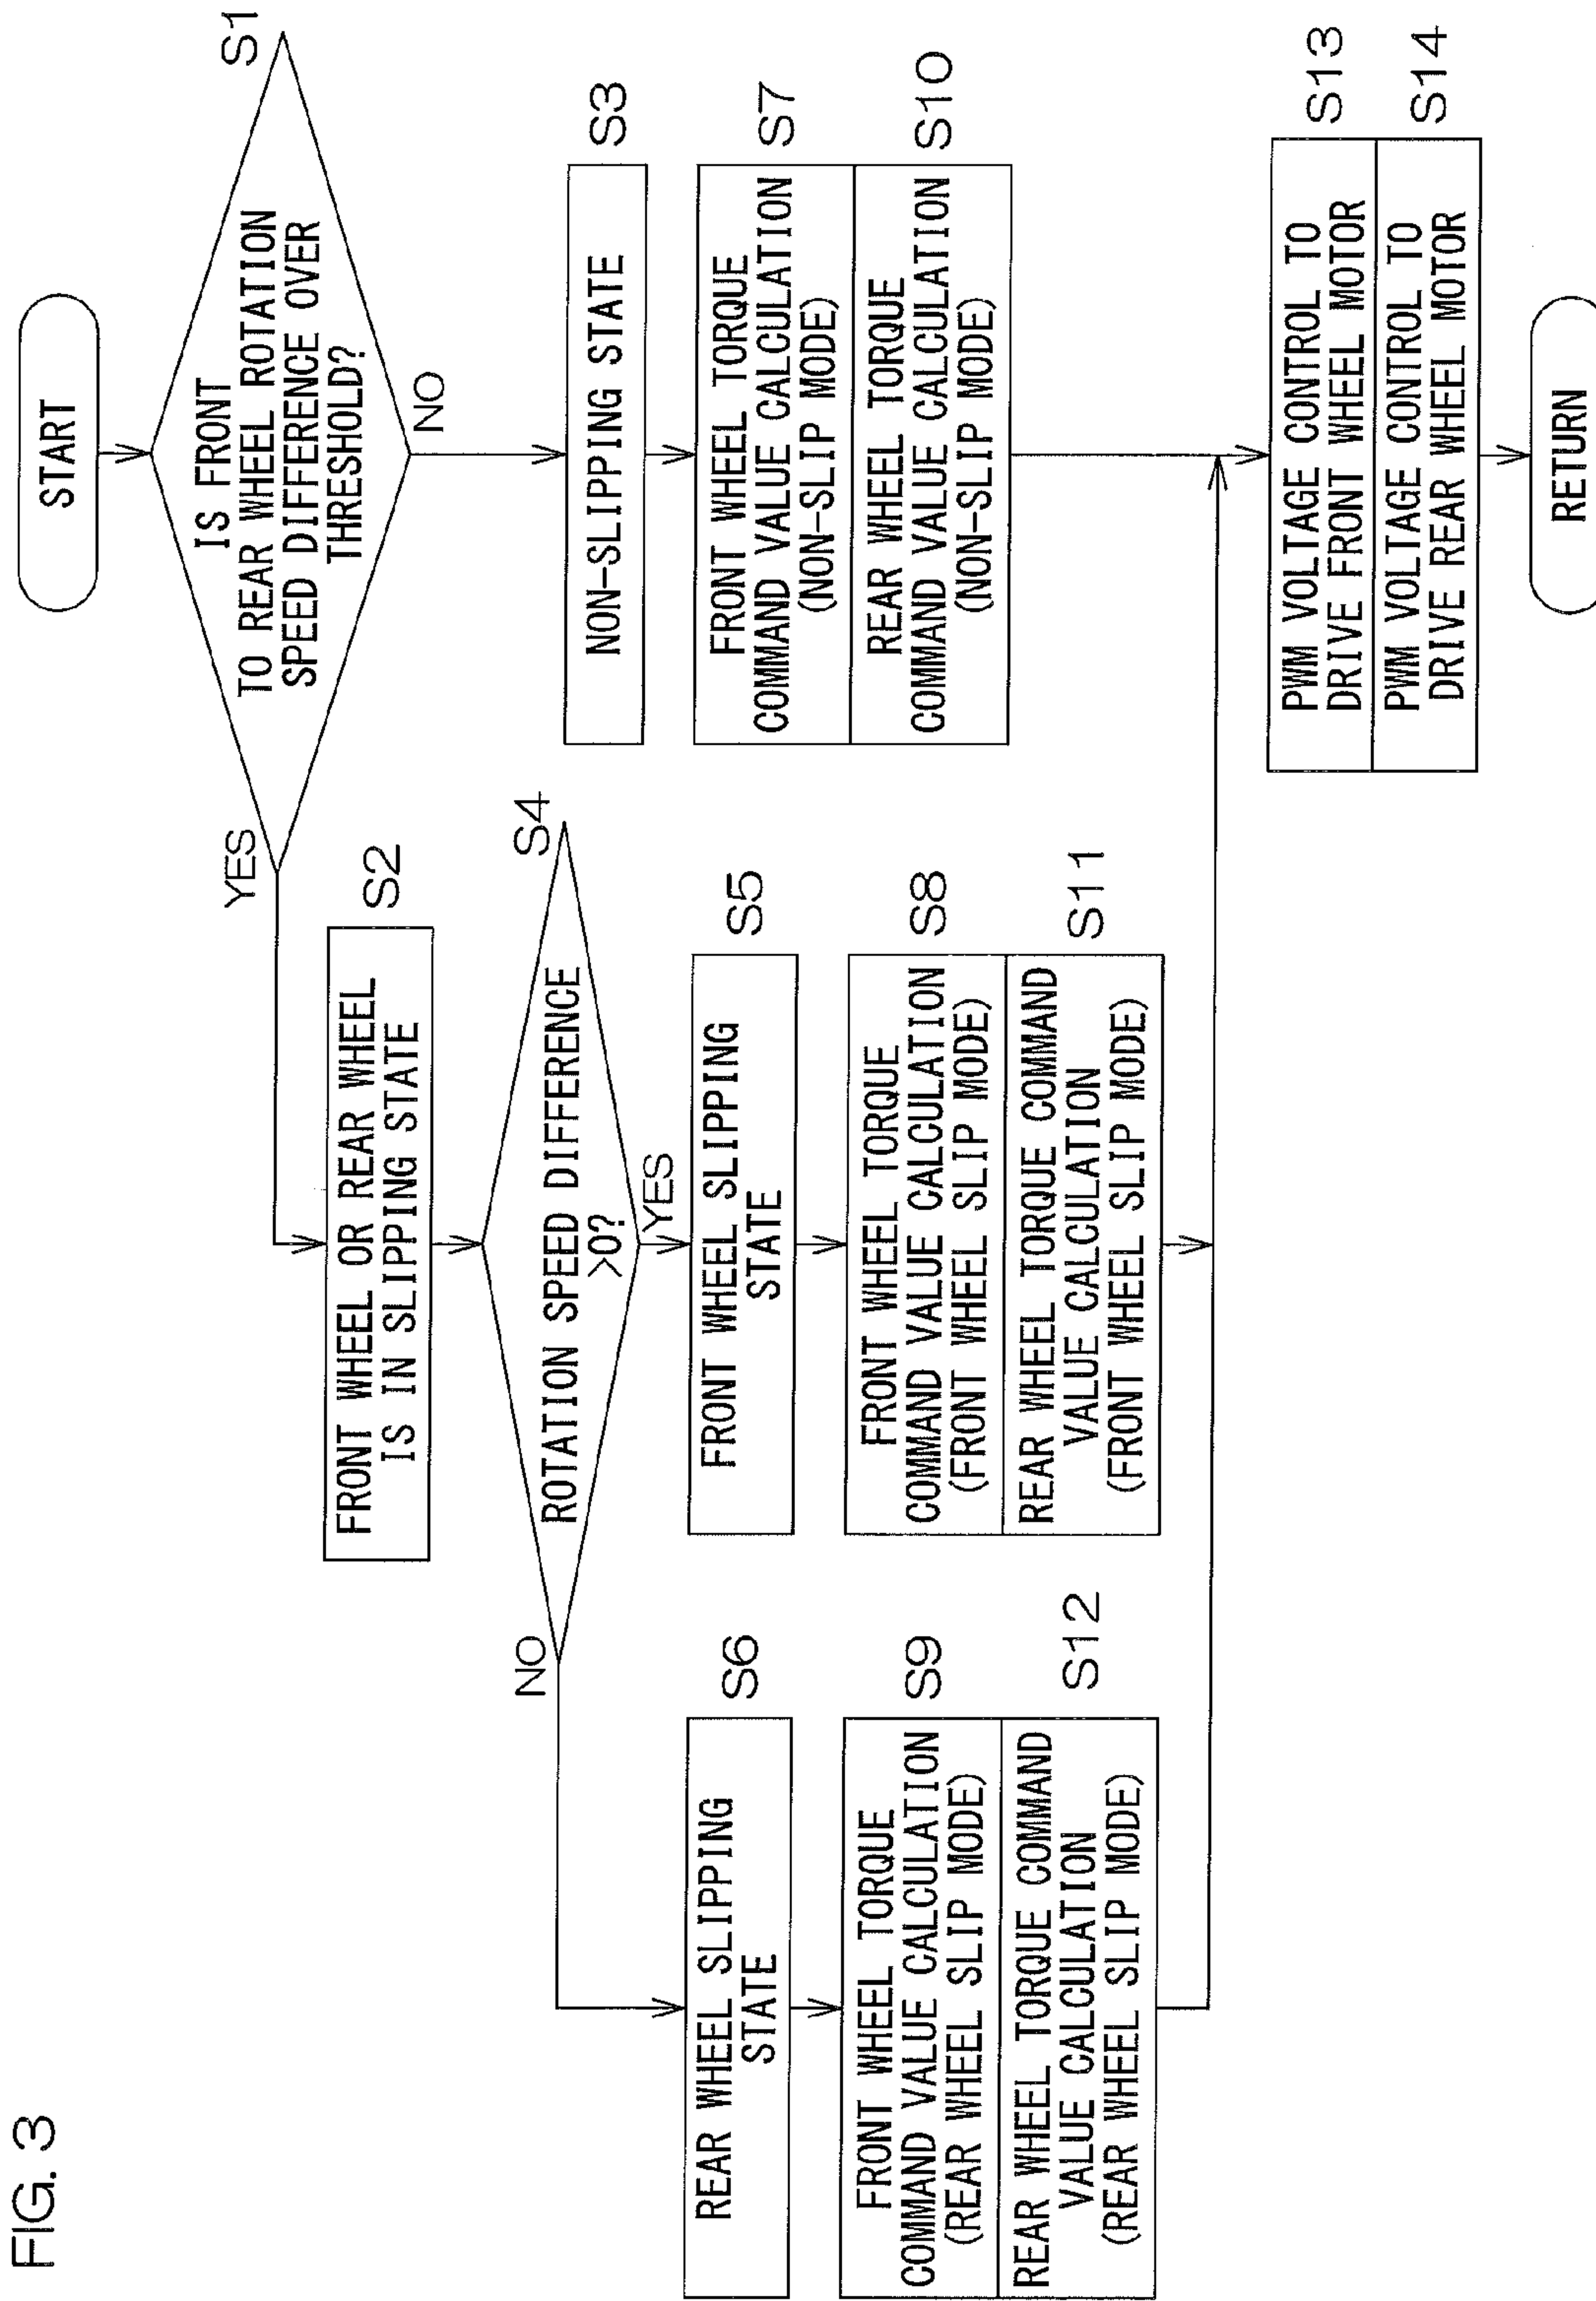 FIG. 3
START
S1
IS FRONT
TO REAR WHEEL ROTATION
SPEED DIFFERENCE OVER
THRESHOLD?
YES
NO
S2
FRONT WHEEL OR REAR WHEEL
IS IN SLIPPING STATE
S3
NON-SLIPPING STATE
S4
ROTATION SPEED DIFFERENCE
>0?
NO
YES
S6
REAR WHEEL SLIPPING
STATE
S5
FRONT WHEEL SLIPPING
STATE
S7
FRONT WHEEL TORQUE
COMMAND VALUE CALCULATION
(NON-SLIP MODE)
S10
REAR WHEEL TORQUE
COMMAND VALUE CALCULATION
(NON-SLIP MODE)
S9
FRONT WHEEL TORQUE
COMMAND VALUE CALCULATION
(REAR WHEEL SLIP MODE)
S12
REAR WHEEL TORQUE COMMAND
VALUE CALCULATION
(REAR WHEEL SLIP MODE)
S8
FRONT WHEEL TORQUE
COMMAND VALUE CALCULATION
(FRONT WHEEL SLIP MODE)
S11
REAR WHEEL TORQUE COMMAND
VALUE CALCULATION
(FRONT WHEEL SLIP MODE)
S13
PWM VOLTAGE CONTROL TO
DRIVE FRONT WHEEL MOTOR
S14
PWM VOLTAGE CONTROL TO
DRIVE REAR WHEEL MOTOR
RETURN